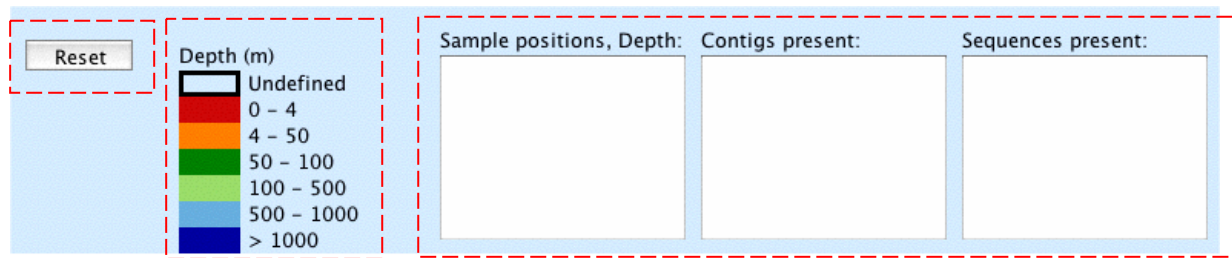 Reset
Depth (m)
Undefined
0 – 4
4 – 50
50 – 100
100 – 500
500 – 1000
> 1000
Sample positions, Depth:
Contigs present:
Sequences present: